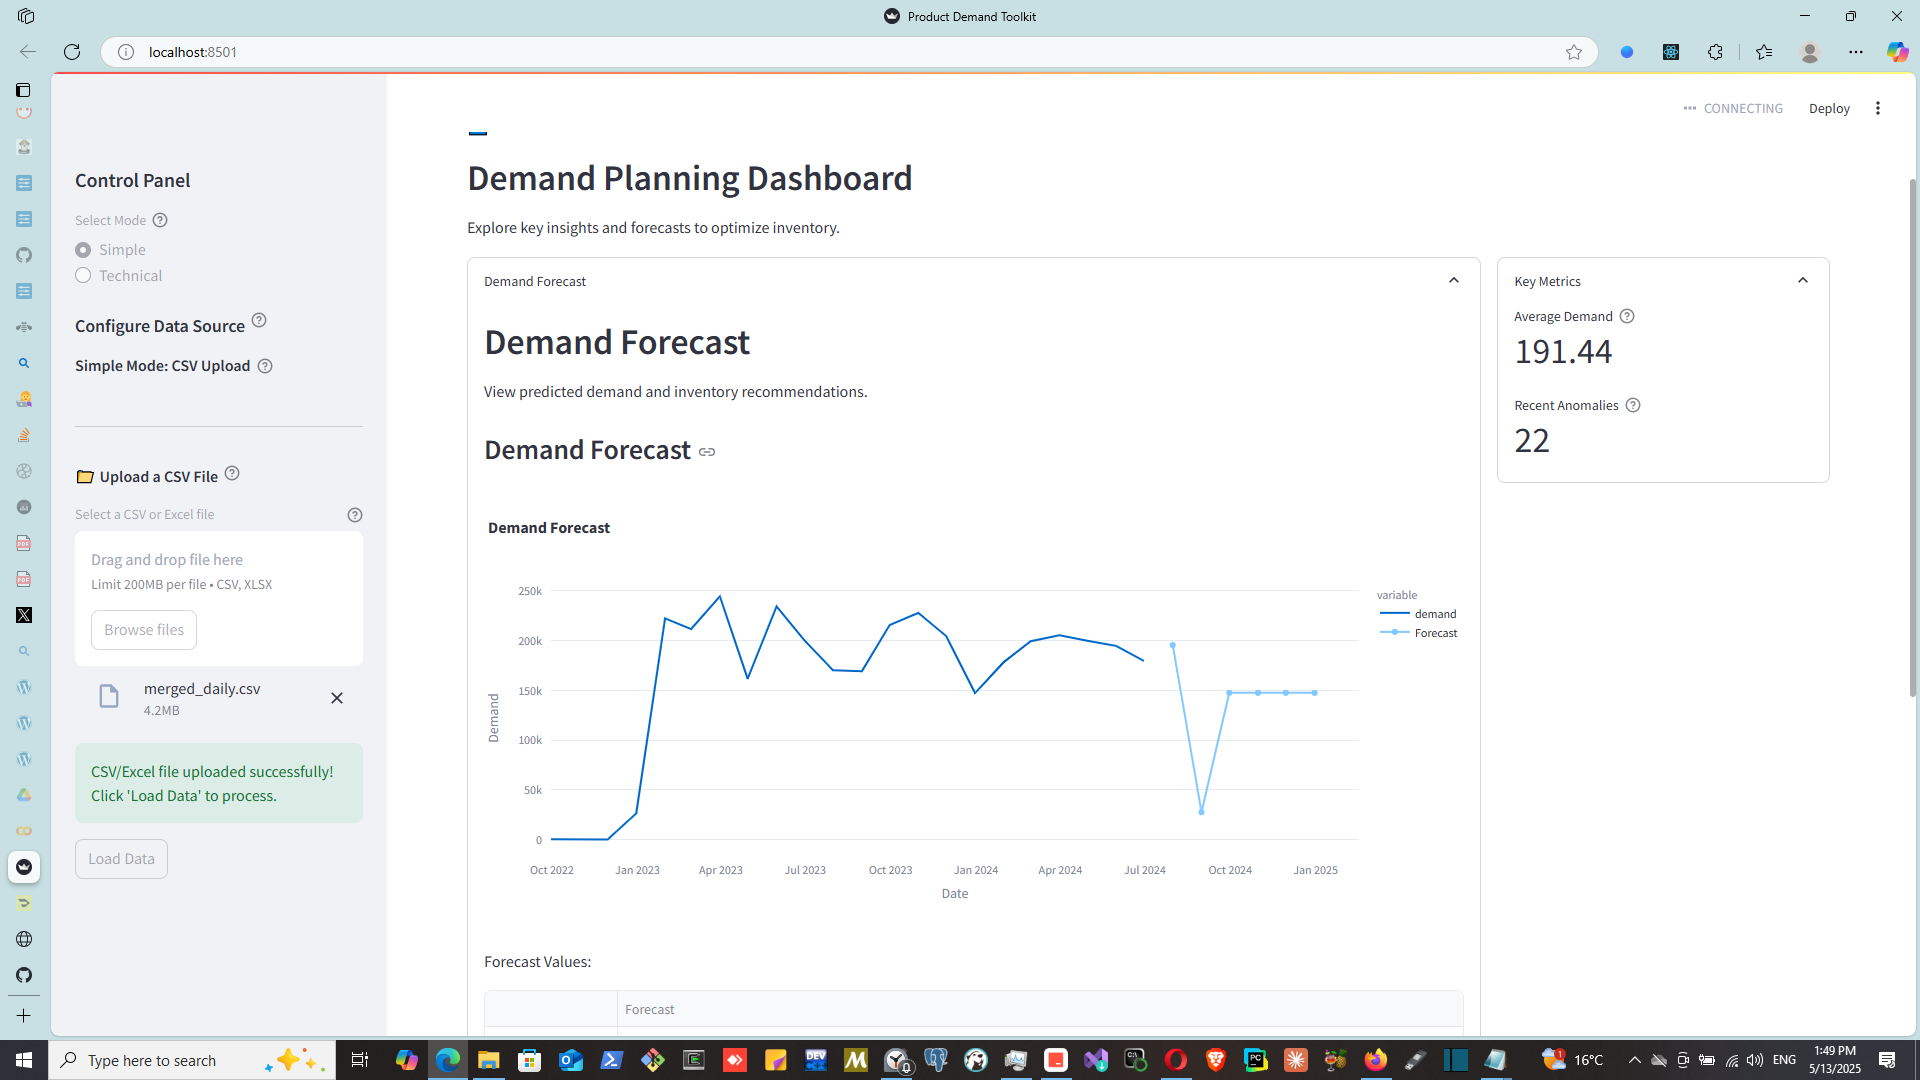 Product Demand Toolkit
localhost:8501
CONNECTING
Deploy
Control Panel
Select Mode
Simple
Technical
Configure Data Source
Simple Mode: CSV Upload
Upload a CSV File
Select a CSV or Excel file
Drag and drop file here
Limit 200MB per file • CSV, XLSX
Browse files
merged_daily.csv
4.2MB
CSV/Excel file uploaded successfully!
Click 'Load Data' to process.
Load Data
Demand Planning Dashboard
Explore key insights and forecasts to optimize inventory.
Demand Forecast
Demand Forecast
View predicted demand and inventory recommendations.
Demand Forecast
Demand Forecast
250k
200k
150k
100k
50k
0
Demand
Oct 2022 Jan 2023 Apr 2023 Jul 2023 Oct 2023 Jan 2024 Apr 2024 Jul 2024 Oct 2024 Jan 2025
Date
variable
demand
Forecast
Forecast Values:
Forecast
Key Metrics
Average Demand
191.44
Recent Anomalies
22
Type here to search
16°C
ENG
1:49 PM
5/13/2025